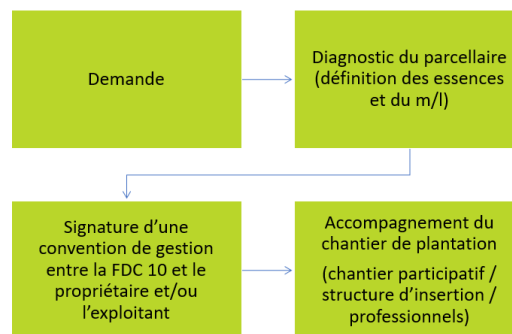 Demande
Diagnostic du parcellaire
(définition des essences
et du m/l)
Signature d’une
convention de gestion
entre la FDC 10 et le
propriétaire et/ou
l’exploitant
Accompagnement du
chantier de plantation
(chantier participatif /
structure d’insertion /
professionnels)